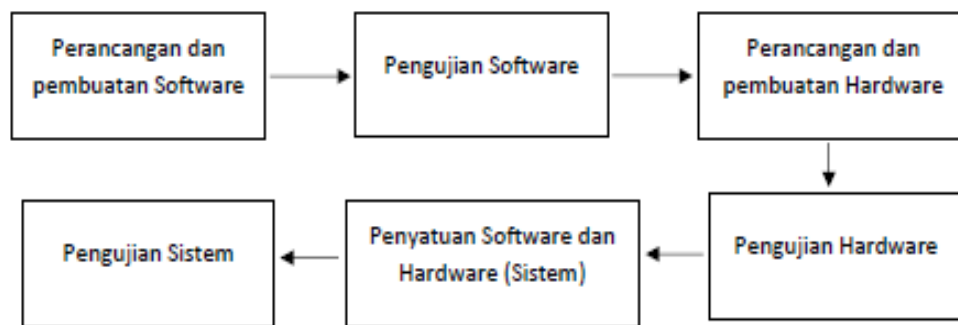 Perancangan dan
pembuatan Software
Pengujian Software
Perancangan dan
pembuatan Hardware
Pengujian Hardware
Penyatuan Software dan
Hardware (Sistem)
Pengujian Sistem